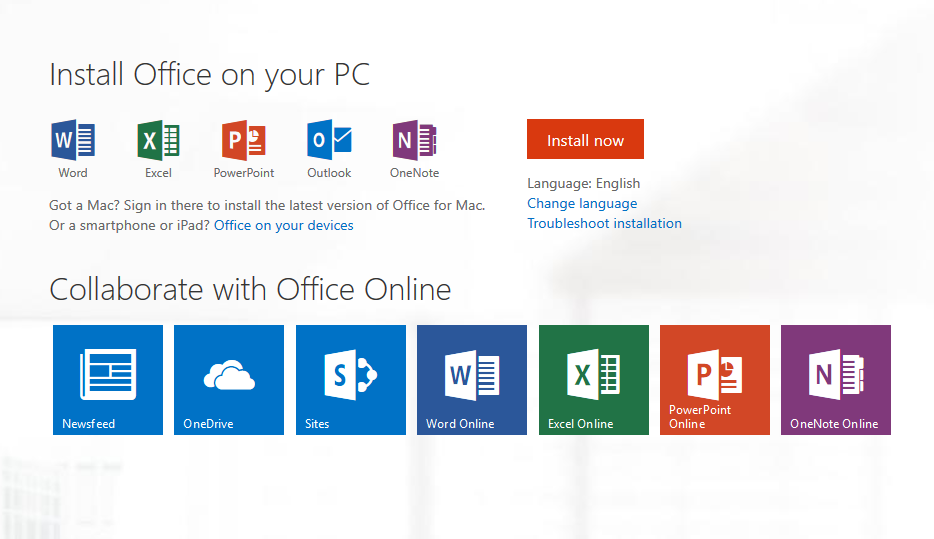 Install Office on your PC
W X P O N
Word Excel PowerPoint Outlook OneNote
Install now
Got a Mac? Sign in there to install the latest version of Office for Mac.
Or a smartphone or iPad? Office on your devices
Language: English
Change language
Troubleshoot installation
Collaborate with Office Online
S W X P N
Newsfeed OneDrive Sites Word Online Excel Online PowerPoint
Online OneNote Online